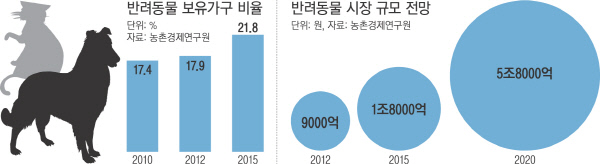 반려동물 보유가구 비율
단위: %
자료: 농촌경제연구원
17.4
17.9
21.8
2010
2012
2015
반려동물 시장 규모 전망
단위: 원, 자료: 농촌경제연구원
9000억
1조8000억
5조8000억
2012
2015
2020